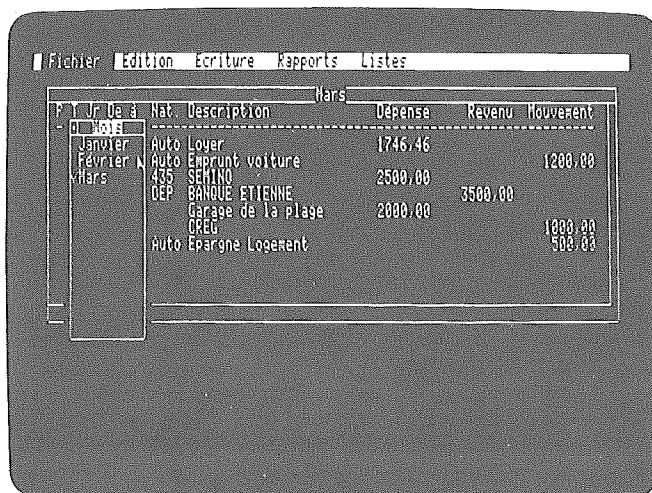 Fichier Edition Ecriture Rapports Listes
Mars
P T Jr De à Nat. Description Dépense Revenu Mouvement
Mois
Janvier Auto Loyer 1746,46
Février Auto Emprunt voiture 1200,00
√Mars 435 SEMINO 2500,00
DEP BANQUE ETIENNE 3500,00
Garage de la plage 2000,00
CREG 1000,00
Auto Epargne Logement 500,00